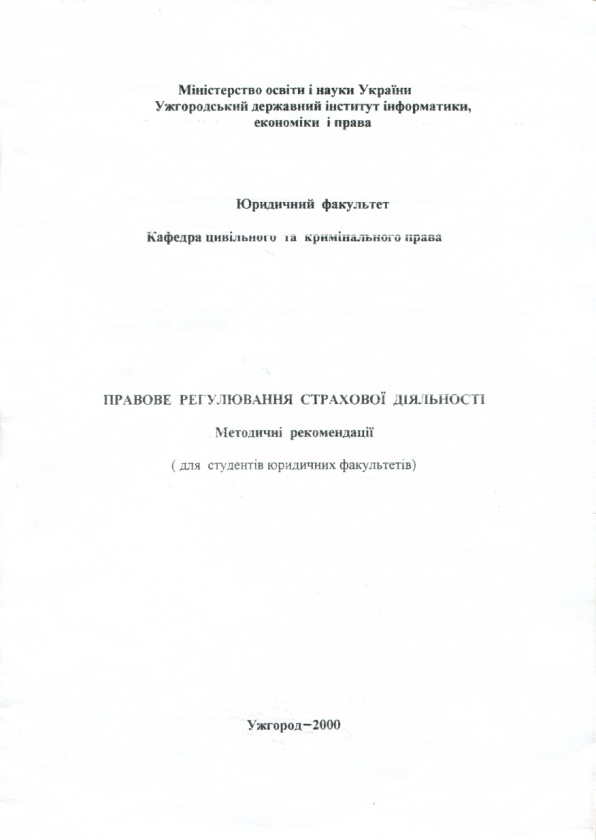 Міністерство освіти і науки України
Ужгородський державний інститут інформатики,
економіки і права
Юридичний факультет
Кафедра цивільного та кримінального права
ПРАВОВЕ РЕГУЛЮВАННЯ СТРАХОВОЇ ДІЯЛЬНОСТІ
Методичні рекомендації
( для студентів юридичних факультетів)
Ужгород–2000